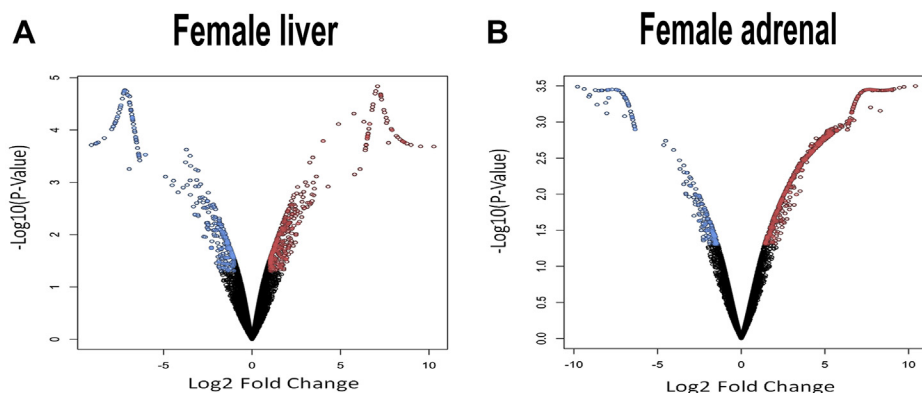 A
Female liver
-Log10(P-Value)
5
4
3
2
1
0
-5
0
5
10
Log2 Fold Change
B
Female adrenal
-Log10(P-Value)
3.5
3.0
2.5
2.0
1.5
1.0
0.5
0.0
-10
-5
0
5
10
Log2 Fold Change